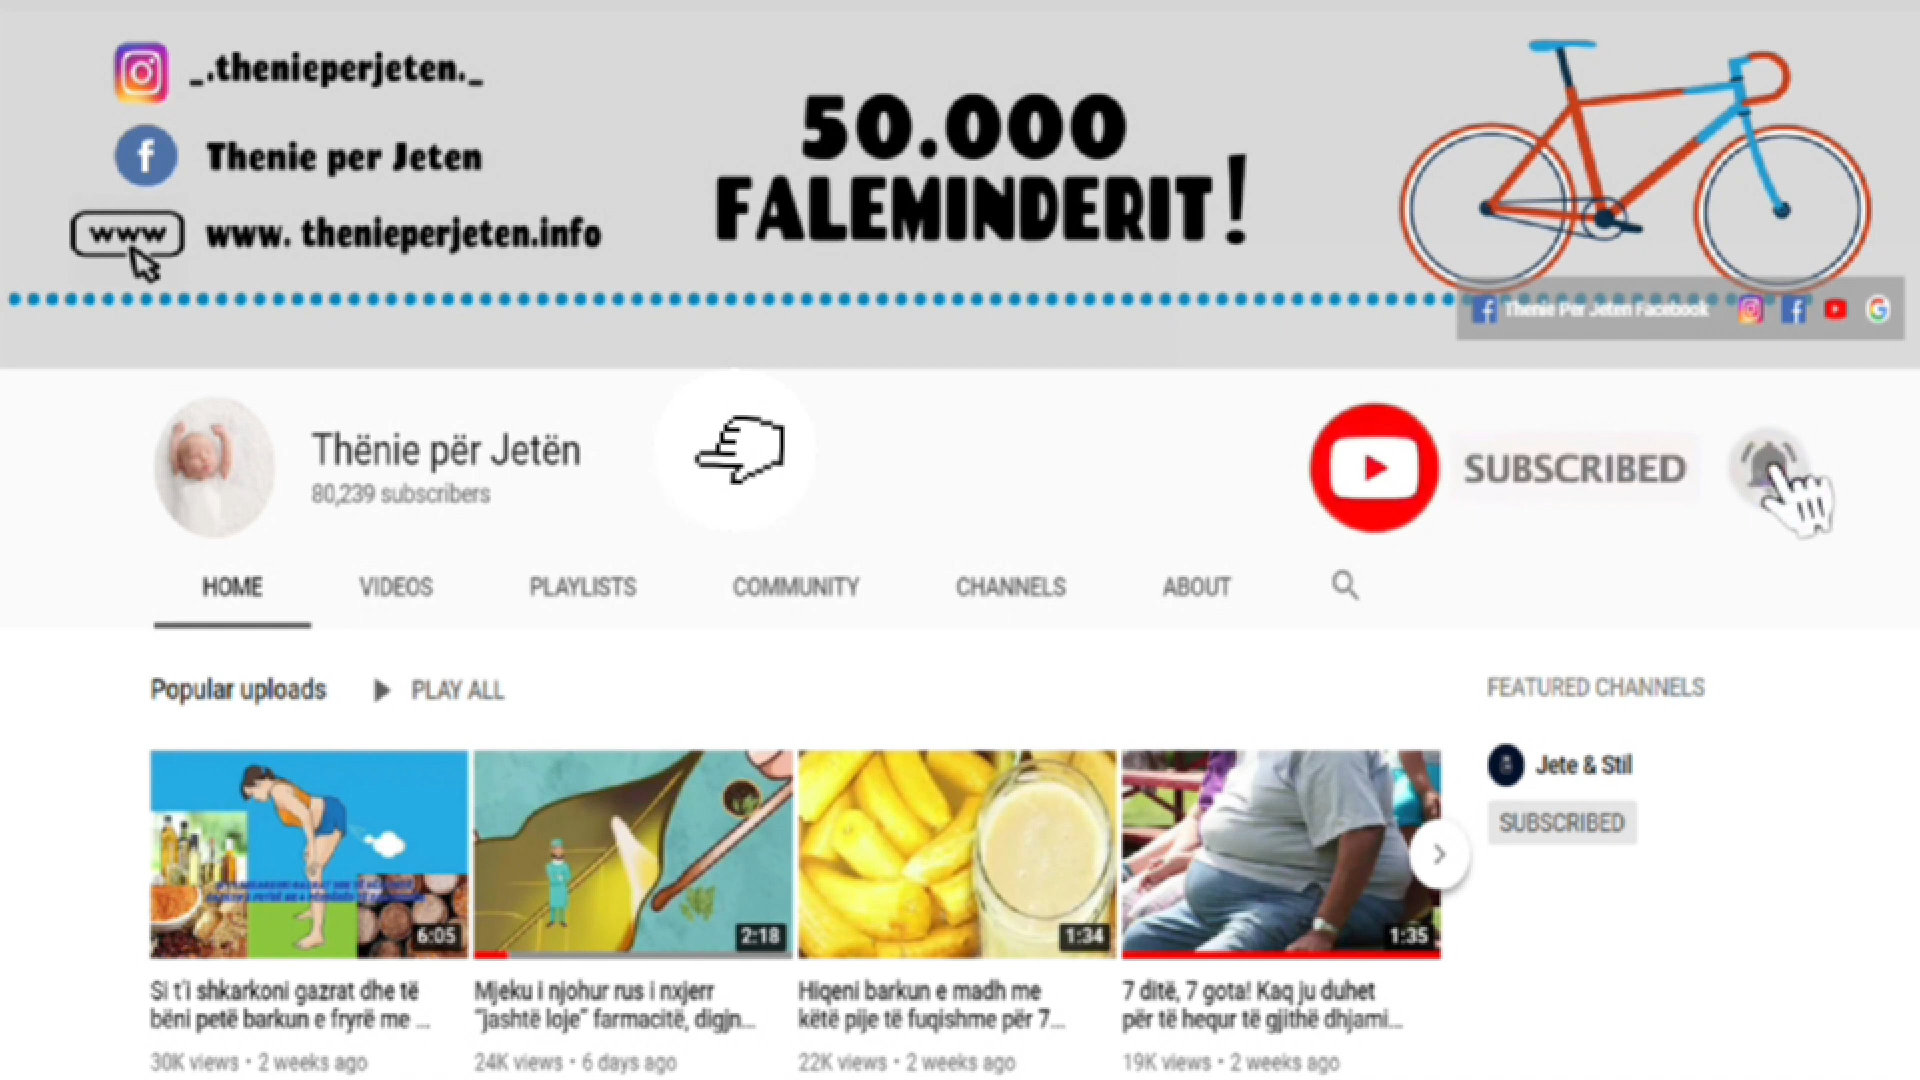 _.thenieperjeten._
Thenie per Jeten
www
www. thenieperjeten.info
50.000
FALEMINDERIT!
Thenie Per Jeten Facebook
Thënie për Jetën
80,239 subscribers
SUBSCRIBED
HOME VIDEOS PLAYLISTS COMMUNITY CHANNELS ABOUT
Popular uploads PLAY ALL
FEATURED CHANNELS
Jete & Stil
SUBSCRIBED
6:05
2:18
1:34
1:35
Si t'i shkarkoni gazrat dhe të
bëni petë barkun e fryrë me ...
30K views • 2 weeks ago
Mjeku i njohur rus i nxjerr
"jashtë loje" farmacitë, digjn...
24K views • 6 days ago
Hiqeni barkun e madh me
këtë pije të fuqishme për 7...
22K views • 2 weeks ago
7 ditë, 7 gota! Kaq ju duhet
për të hequr të gjithë dhjami...
19K views • 2 weeks ago